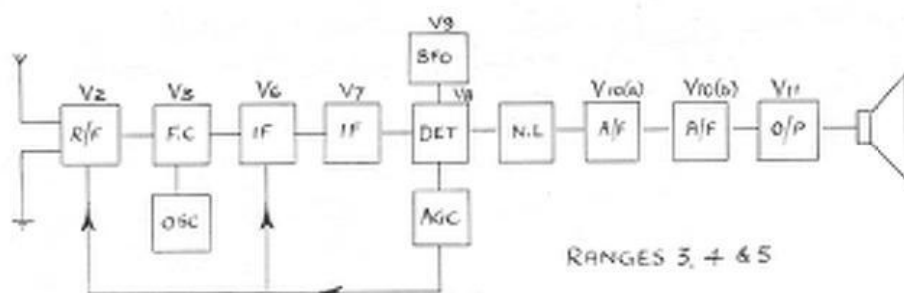 V9
BFO
V2
V3
V6
V7
V8
V10(a)
V10(b)
V11
R/F
F.C
IF
IF
DET
N.L
A/F
A/F
O/P
OSC
AGC
RANGES 3, 4 & 5